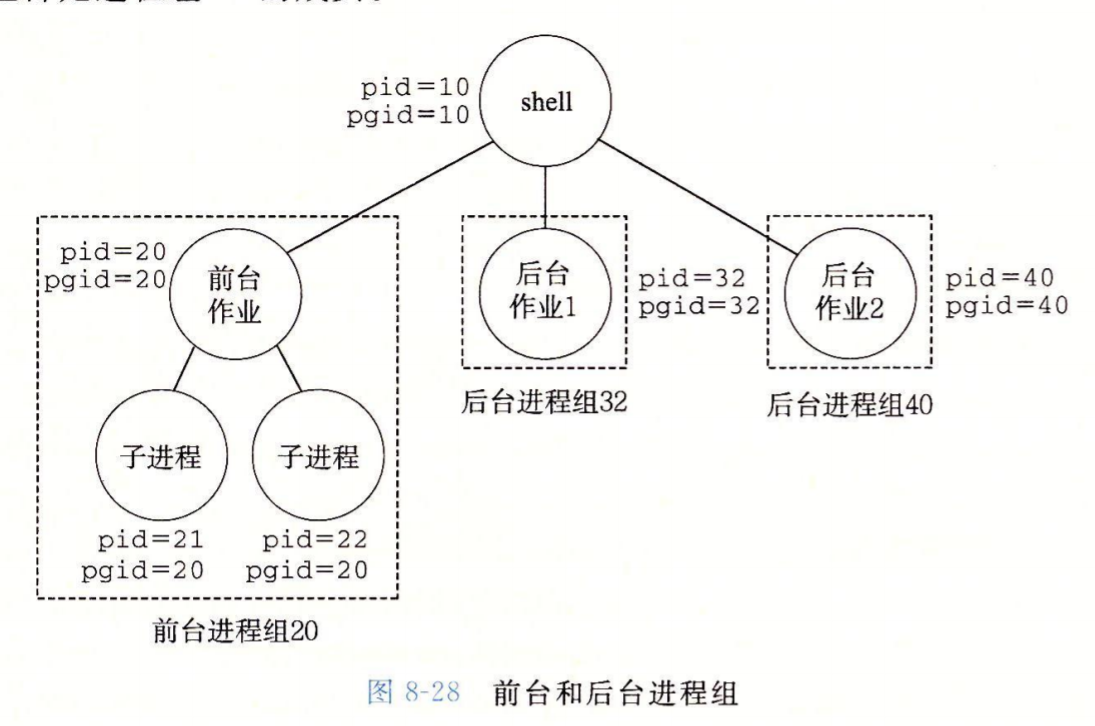 pid=10
pgid=10
shell
pid=20
pgid=20
前台
作业
后台
作业1
pid=32
pgid=32
后台
作业2
pid=40
pgid=40
后台进程组32
后台进程组40
子进程
子进程
pid=21
pgid=20
pid=22
pgid=20
前台进程组20
图 8-28 前台和后台进程组